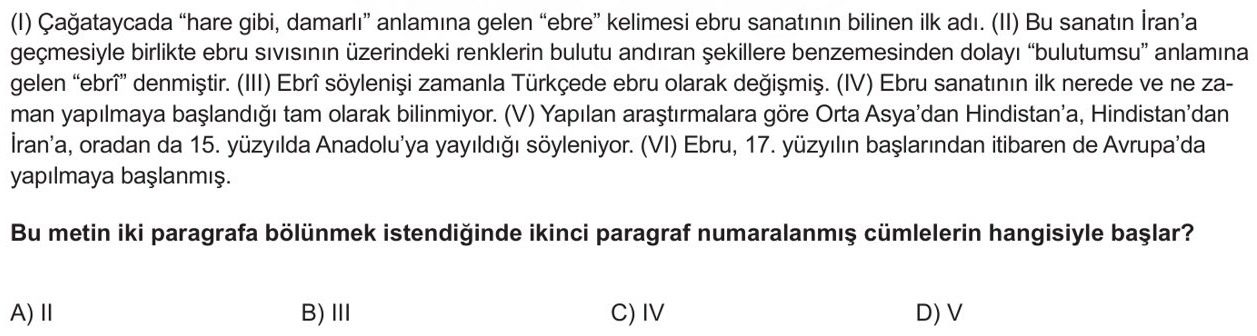 (I) Çağataycada “hare gibi, damarlı” anlamına gelen “ebre” kelimesi ebru sanatının bilinen ilk adı. (II) Bu sanatın İran’a
geçmesiyle birlikte ebru sıvısının üzerindeki renklerin bulutu andıran şekillere benzemesinden dolayı “bulutumsu” anlamına
gelen “ebrî” denmiştir. (III) Ebrî söylenişi zamanla Türkçede ebru olarak değişmiş. (IV) Ebru sanatının ilk nerede ve ne za-
man yapılmaya başlandığı tam olarak bilinmiyor. (V) Yapılan araştırmalara göre Orta Asya’dan Hindistan’a, Hindistan’dan
İran’a, oradan da 15. yüzyılda Anadolu’ya yayıldığı söyleniyor. (VI) Ebru, 17. yüzyılın başlarından itibaren de Avrupa’da
yapılmaya başlanmış.
Bu metin iki paragrafa bölünmek istendiğinde ikinci paragraf numaralanmış cümlelerin hangisiyle başlar?
A) II B) III C) IV D) V